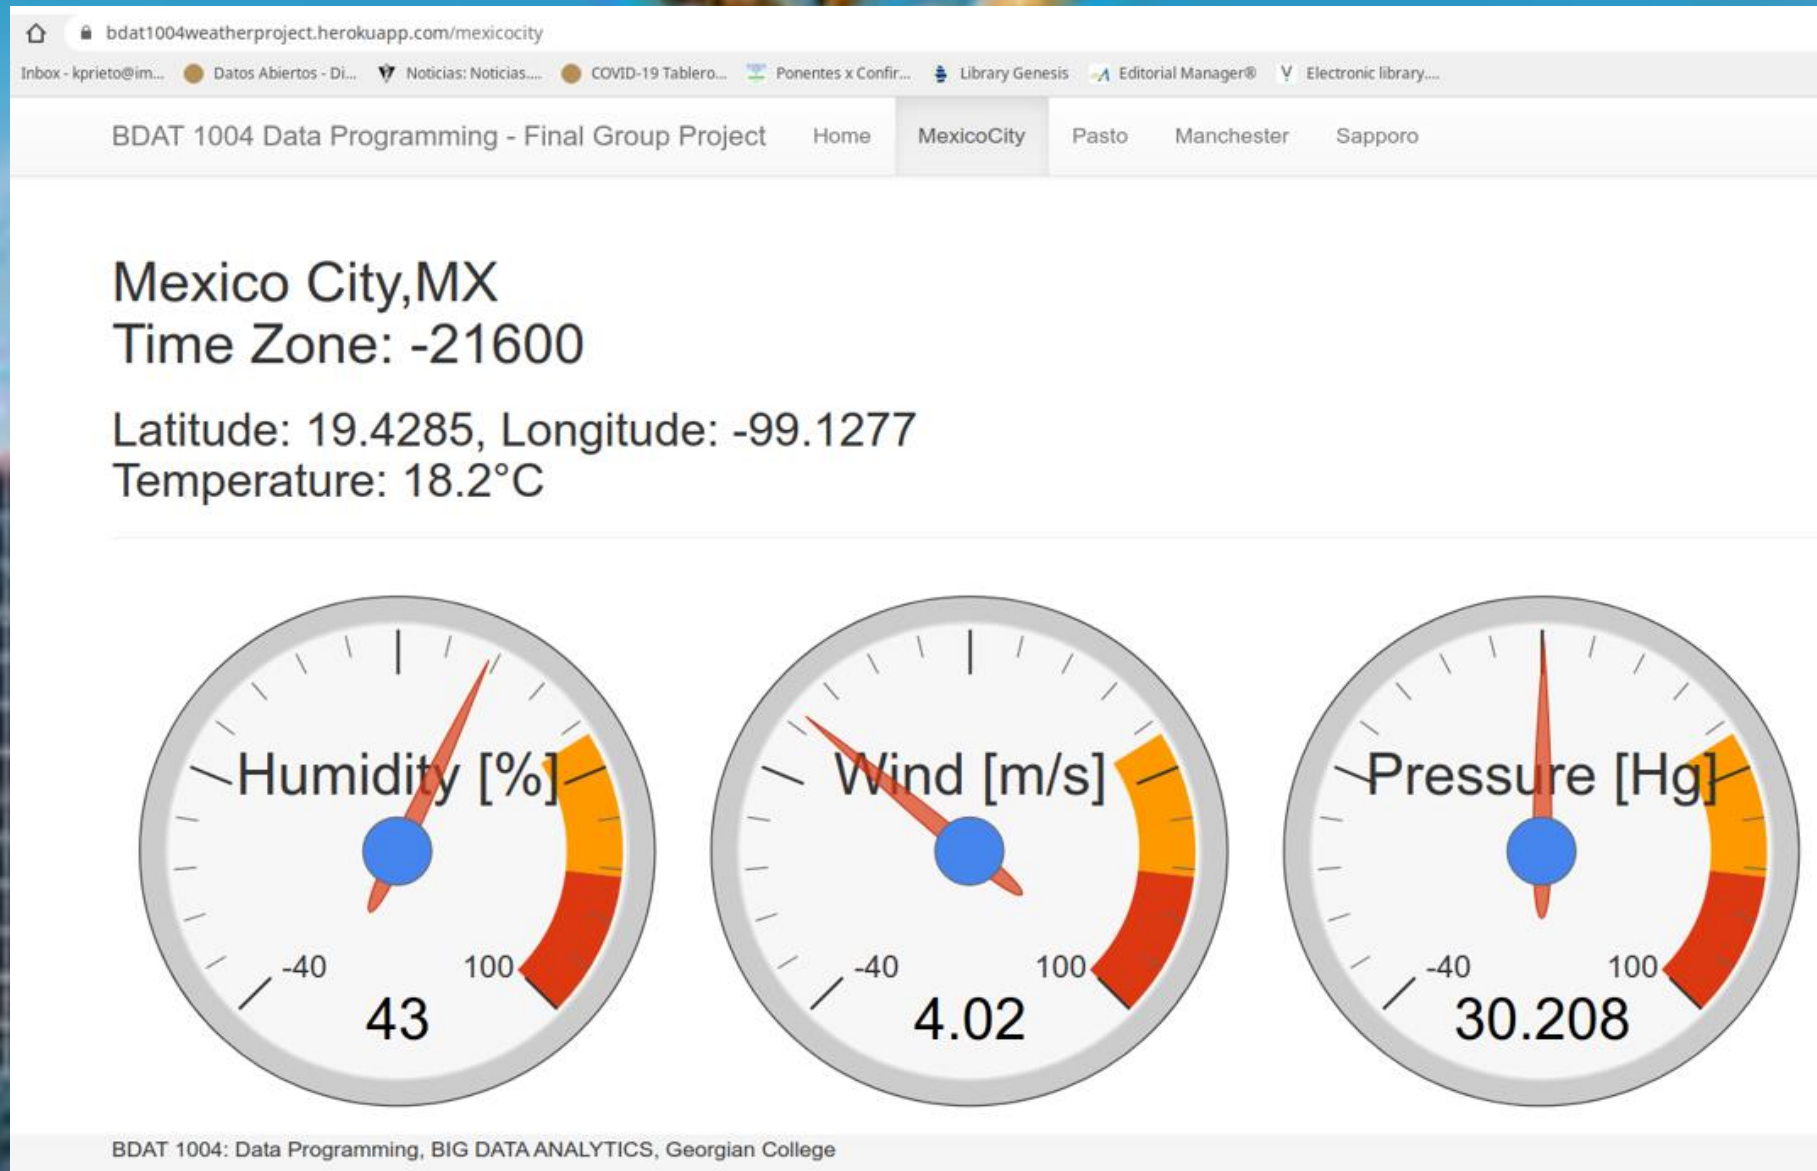 bdat1004weatherproject.herokuapp.com/mexicocity
Inbox - kprieto@im... Datos Abiertos - Di... Noticias: Noticias.... COVID-19 Tablero... Ponentes x Confir... Library Genesis Editorial Manager® Electronic library....
BDAT 1004 Data Programming - Final Group Project Home MexicoCity Pasto Manchester Sapporo
Mexico City,MX
Time Zone: -21600
Latitude: 19.4285, Longitude: -99.1277
Temperature: 18.2°C
Humidity [%] Wind [m/s] Pressure [Hg]
-40 100 -40 100 -40 100
43 4.02 30.208
BDAT 1004: Data Programming, BIG DATA ANALYTICS, Georgian College